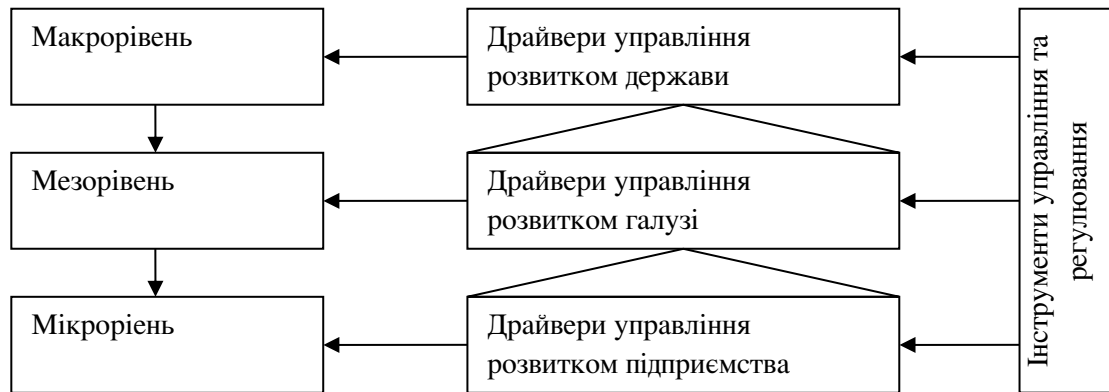 Макрорівень
Драйвери управління
розвитком держави
Мезорівень
Драйвери управління
розвитком галузі
Мікроріень
Драйвери управління
розвитком підприємства
Інструменти управління та
регулювання